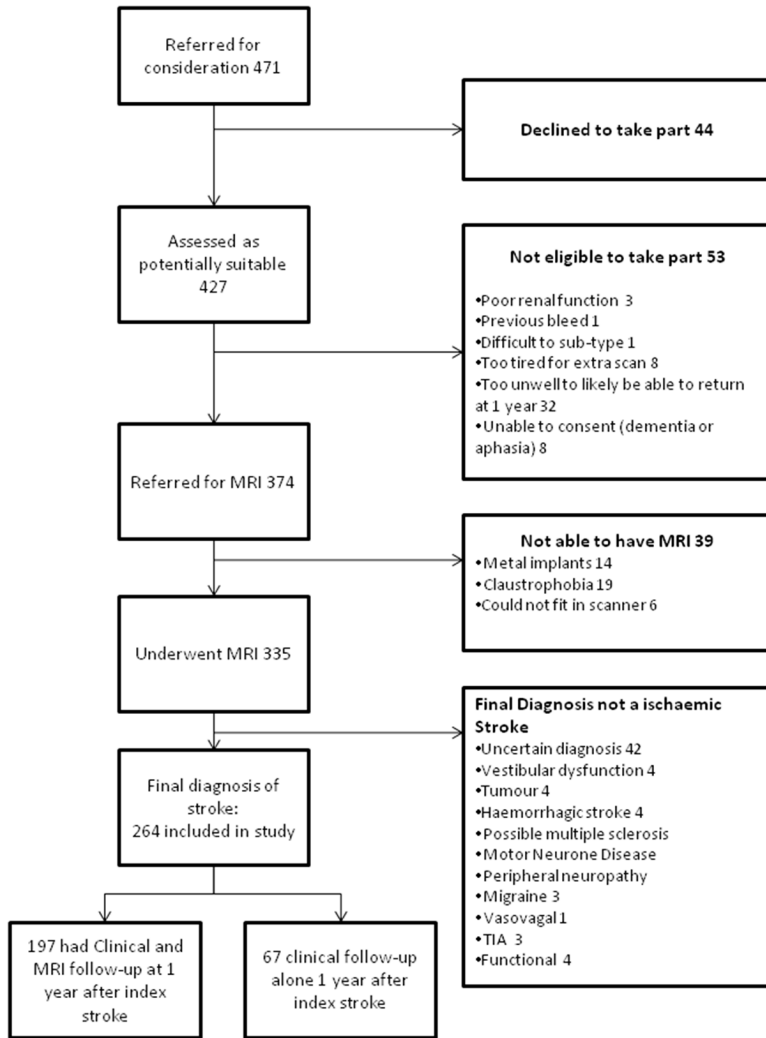 Referred for
consideration 471
Declined to take part 44
Assessed as
potentially suitable
427
Not eligible to take part 53
•Poor renal function 3
•Previous bleed 1
•Difficult to sub-type 1
•Too tired for extra scan 8
•Too unwell to likely be able to return
at 1 year 32
•Unable to consent (dementia or
aphasia) 8
Referred for MRI 374
Not able to have MRI 39
•Metal implants 14
•Claustrophobia 19
•Could not fit in scanner 6
Underwent MRI 335
Final Diagnosis not a ischaemic
Stroke
•Uncertain diagnosis 42
•Vestibular dysfunction 4
•Tumour 4
•Haemorrhagic stroke 4
•Possible multiple sclerosis
•Motor Neurone Disease
•Peripheral neuropathy
•Migraine 3
•Vasovagal 1
•TIA 3
•Functional 4
Final diagnosis of
stroke:
264 included in study
197 had Clinical and
MRI follow-up at 1
year after index
stroke
67 clinical follow-up
alone 1 year after
index stroke